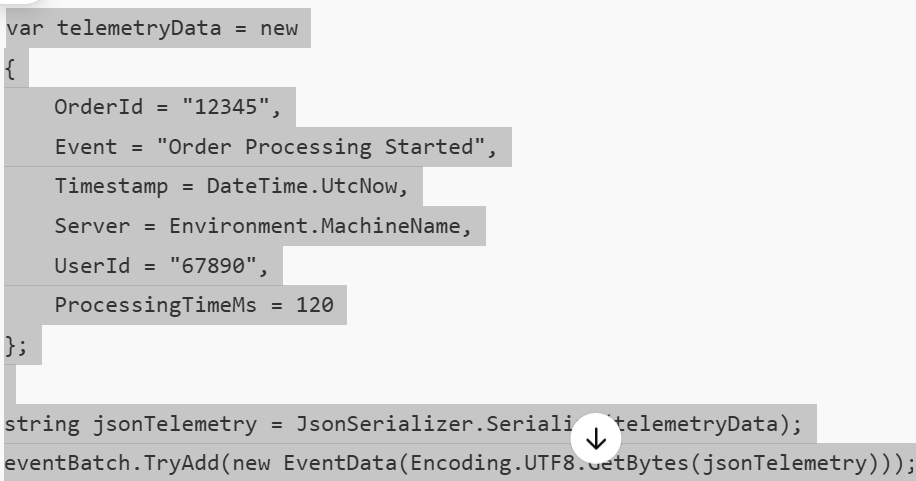 var telemetryData = new
{
    OrderId = "12345",
    Event = "Order Processing Started",
    Timestamp = DateTime.UtcNow,
    Server = Environment.MachineName,
    UserId = "67890",
    ProcessingTimeMs = 120
};
string jsonTelemetry = JsonSerializer.Seriali telemetryData);
eventBatch.TryAdd(new EventData(Encoding.UTF8.GetBytes(jsonTelemetry)));